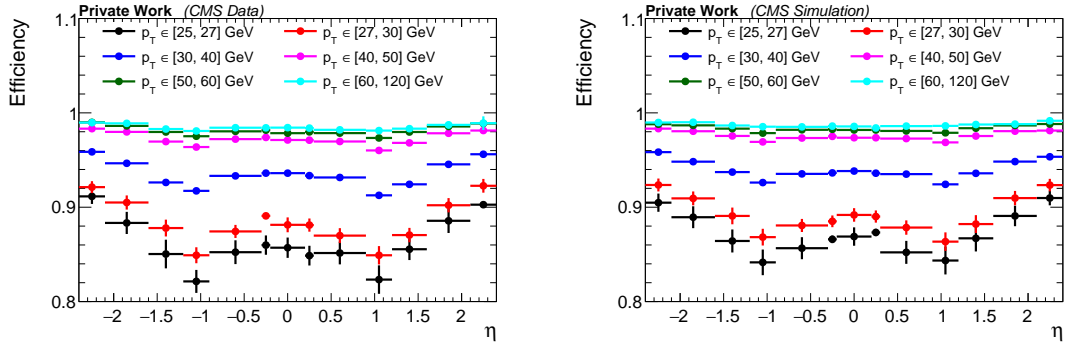 Private Work (CMS Data)
Efficiency
1.1
1
0.9
0.8
p_T ∈ [25, 27] GeV
p_T ∈ [27, 30] GeV
p_T ∈ [30, 40] GeV
p_T ∈ [40, 50] GeV
p_T ∈ [50, 60] GeV
p_T ∈ [60, 120] GeV
−2 −1.5 −1 −0.5 0 0.5 1 1.5 2
η
Private Work (CMS Simulation)
Efficiency
1.1
1
0.9
0.8
p_T ∈ [25, 27] GeV
p_T ∈ [27, 30] GeV
p_T ∈ [30, 40] GeV
p_T ∈ [40, 50] GeV
p_T ∈ [50, 60] GeV
p_T ∈ [60, 120] GeV
−2 −1.5 −1 −0.5 0 0.5 1 1.5 2
η